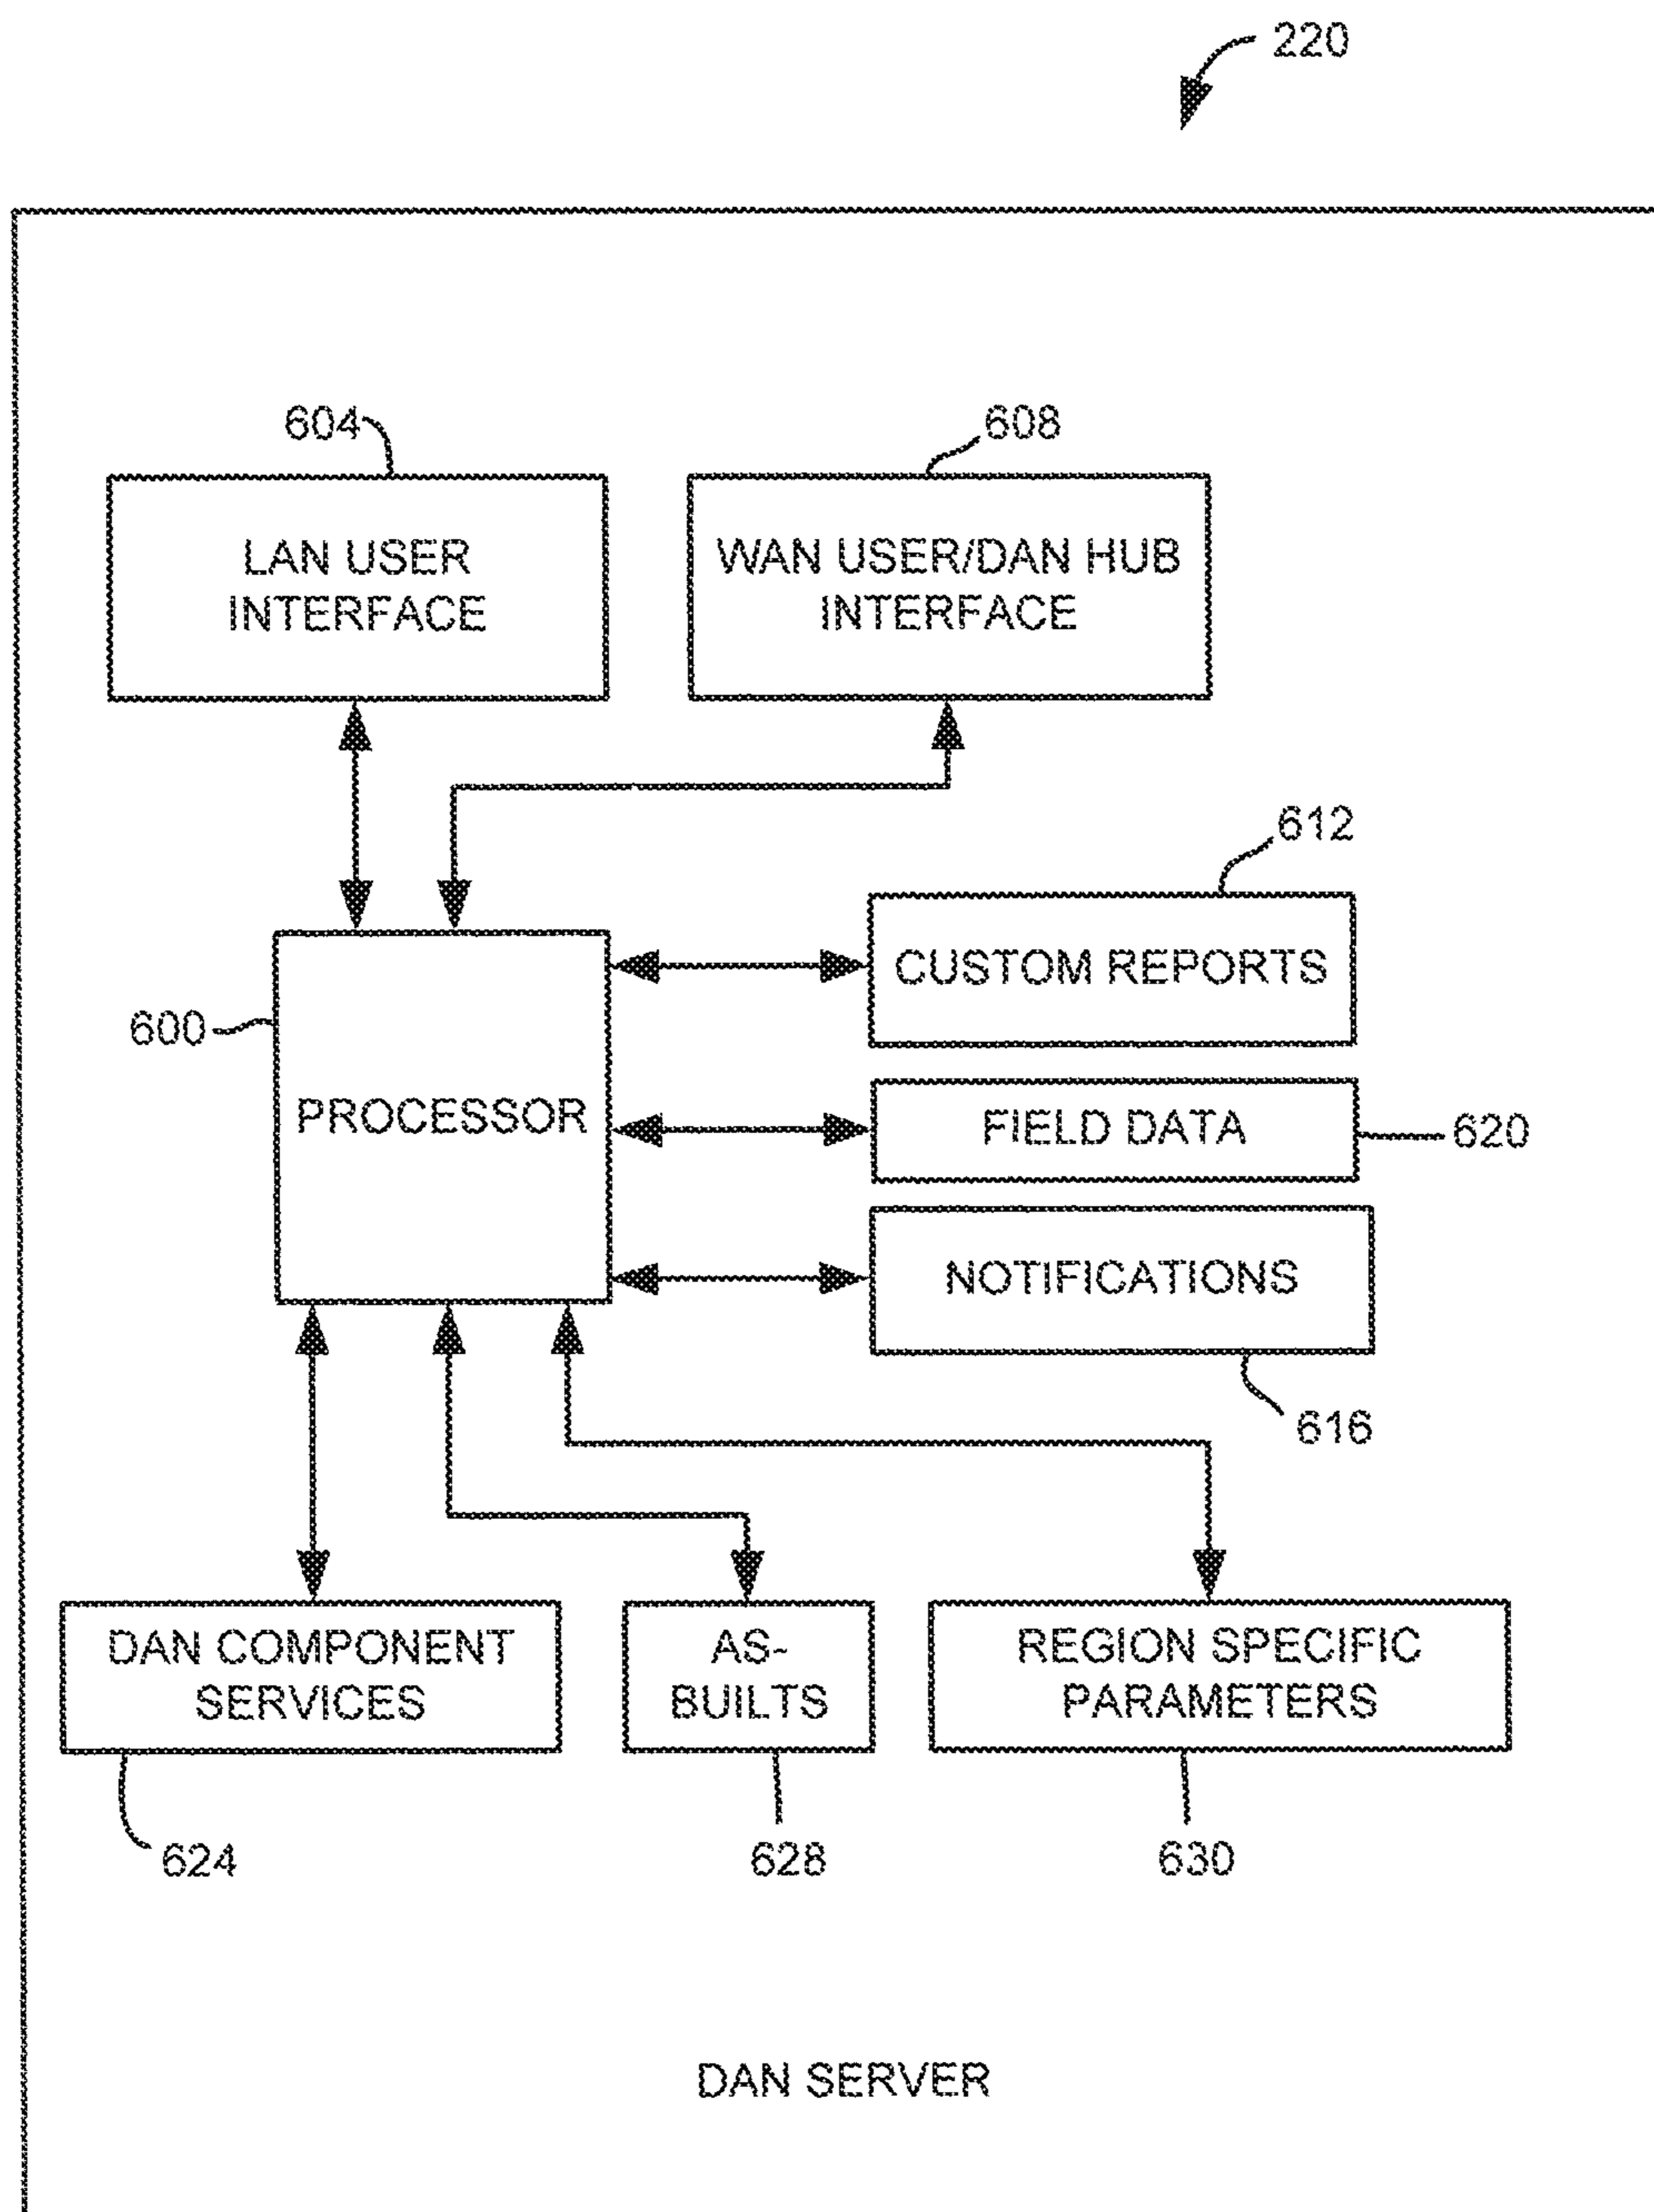 220
604
608
LAN USER
INTERFACE
WAN USER/DAN HUB
INTERFACE
612
CUSTOM REPORTS
600
PROCESSOR
FIELD DATA
620
NOTIFICATIONS
616
DAN COMPONENT
SERVICES
AS-
BUILTS
REGION SPECIFIC
PARAMETERS
624
628
630
DAN SERVER